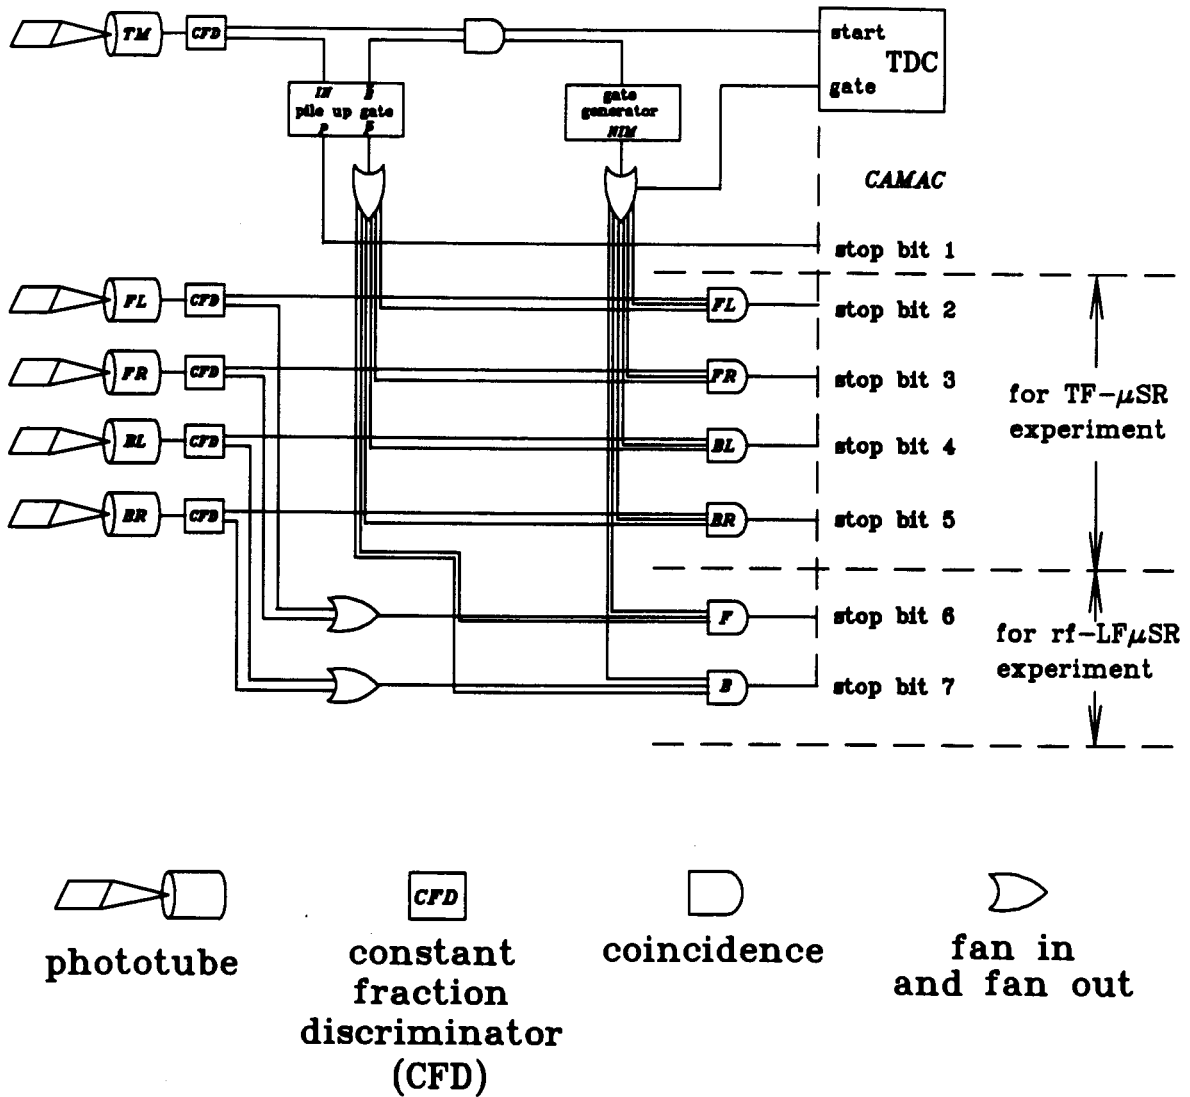 TM
CFD
start
TDC
gate
IN B̅
pile up gate
P P̅
gate
generator
NIM
CAMAC
stop bit 1
FL
CFD
FL
stop bit 2
FR
CFD
FR
stop bit 3
for TF-μSR
experiment
BL
CFD
BL
stop bit 4
BR
CFD
BR
stop bit 5
F
stop bit 6
for rf-LFμSR
experiment
B
stop bit 7
CFD
phototube
constant
fraction
discriminator
(CFD)
coincidence
fan in
and fan out